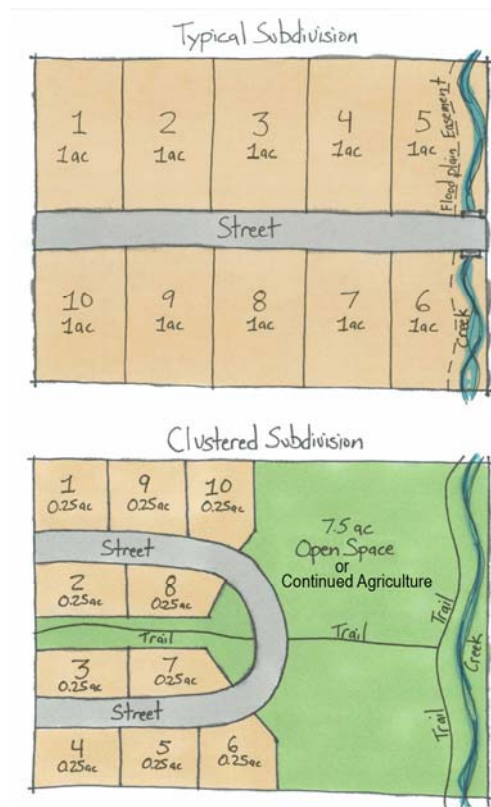 Typical Subdivision
1
1ac
2
1ac
3
1ac
4
1ac
5
1ac
Floodplain Easement
Street
10
1ac
9
1ac
8
1ac
7
1ac
6
1ac
Creek
Clustered Subdivision
1
0.25ac
9
0.25ac
10
0.25ac
Street
7.5 ac
Open Space
or
Continued Agriculture
2
0.25ac
8
0.25ac
Trail
Trail
Trail
Creek
3
0.25ac
7
0.25ac
Street
4
0.25ac
5
0.25ac
6
0.25ac
Trail